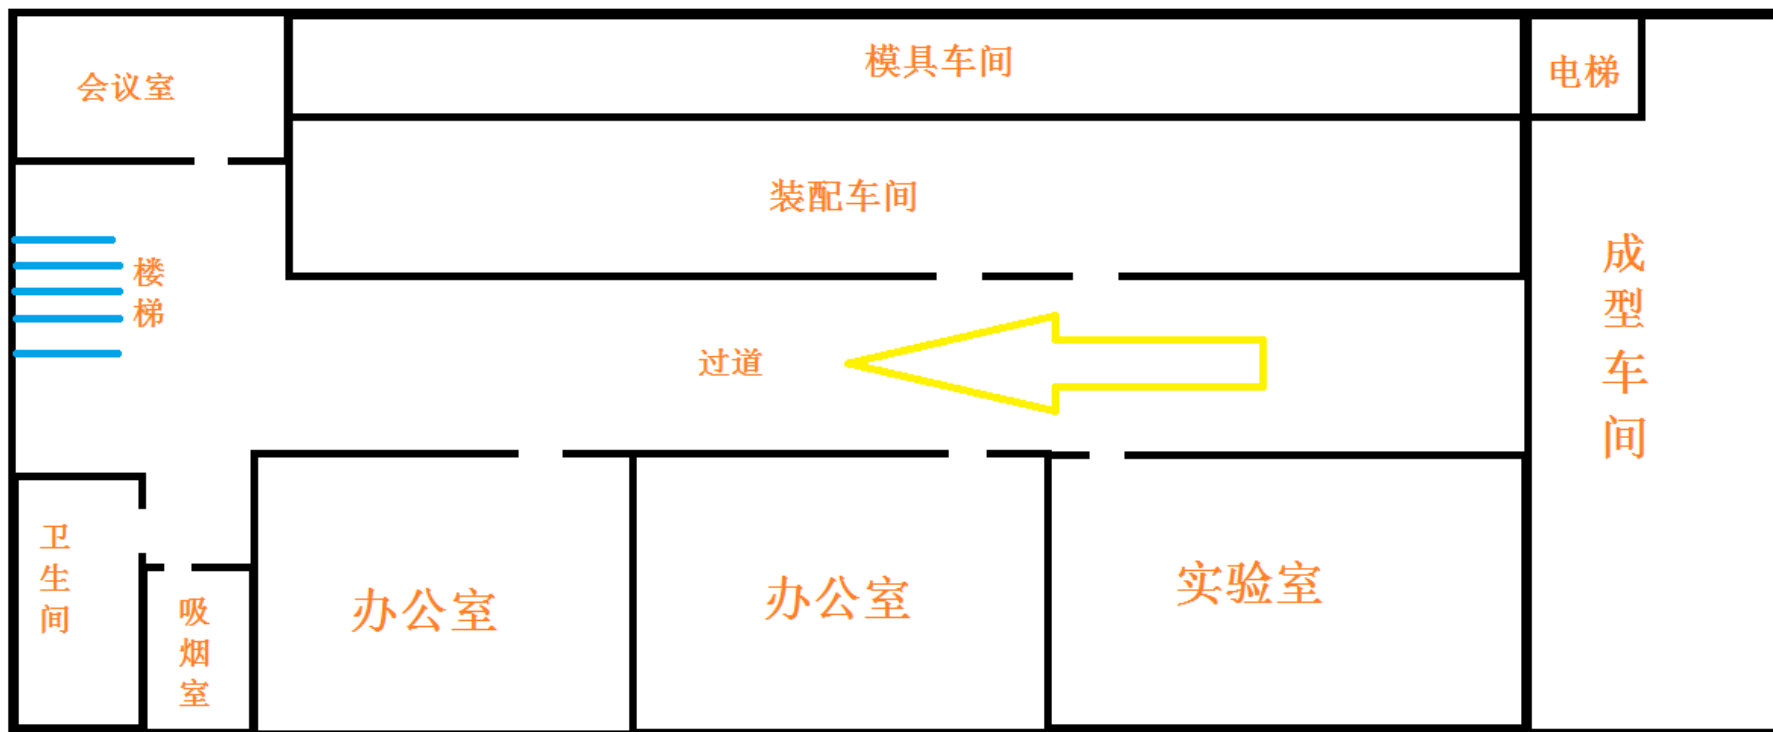 模具车间
电梯
会议室
装配车间
成型车间
楼梯
过道
卫生间
吸烟室
办公室
办公室
实验室